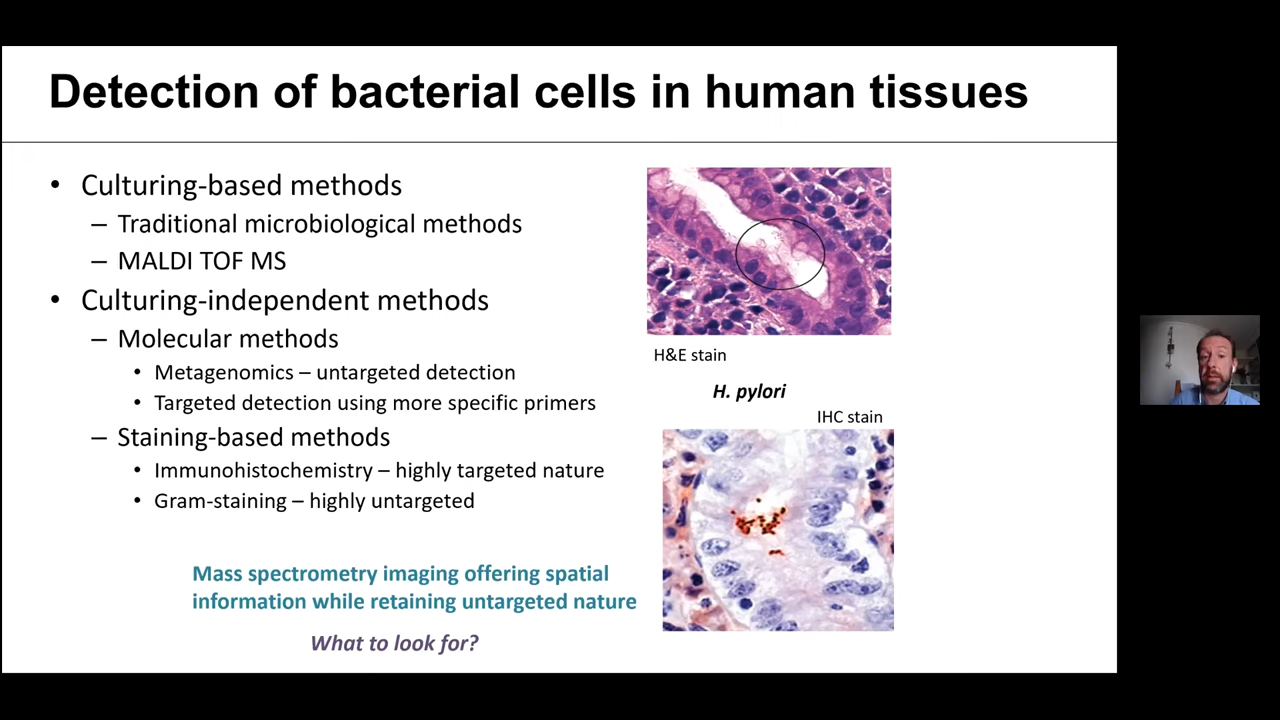 Detection of bacterial cells in human tissues
• Culturing-based methods
– Traditional microbiological methods
– MALDI TOF MS
• Culturing-independent methods
– Molecular methods
• Metagenomics – untargeted detection
• Targeted detection using more specific primers
– Staining-based methods
• Immunohistochemistry – highly targeted nature
• Gram-staining – highly untargeted
Mass spectrometry imaging offering spatial
information while retaining untargeted nature
What to look for?
H&E stain
H. pylori
IHC stain